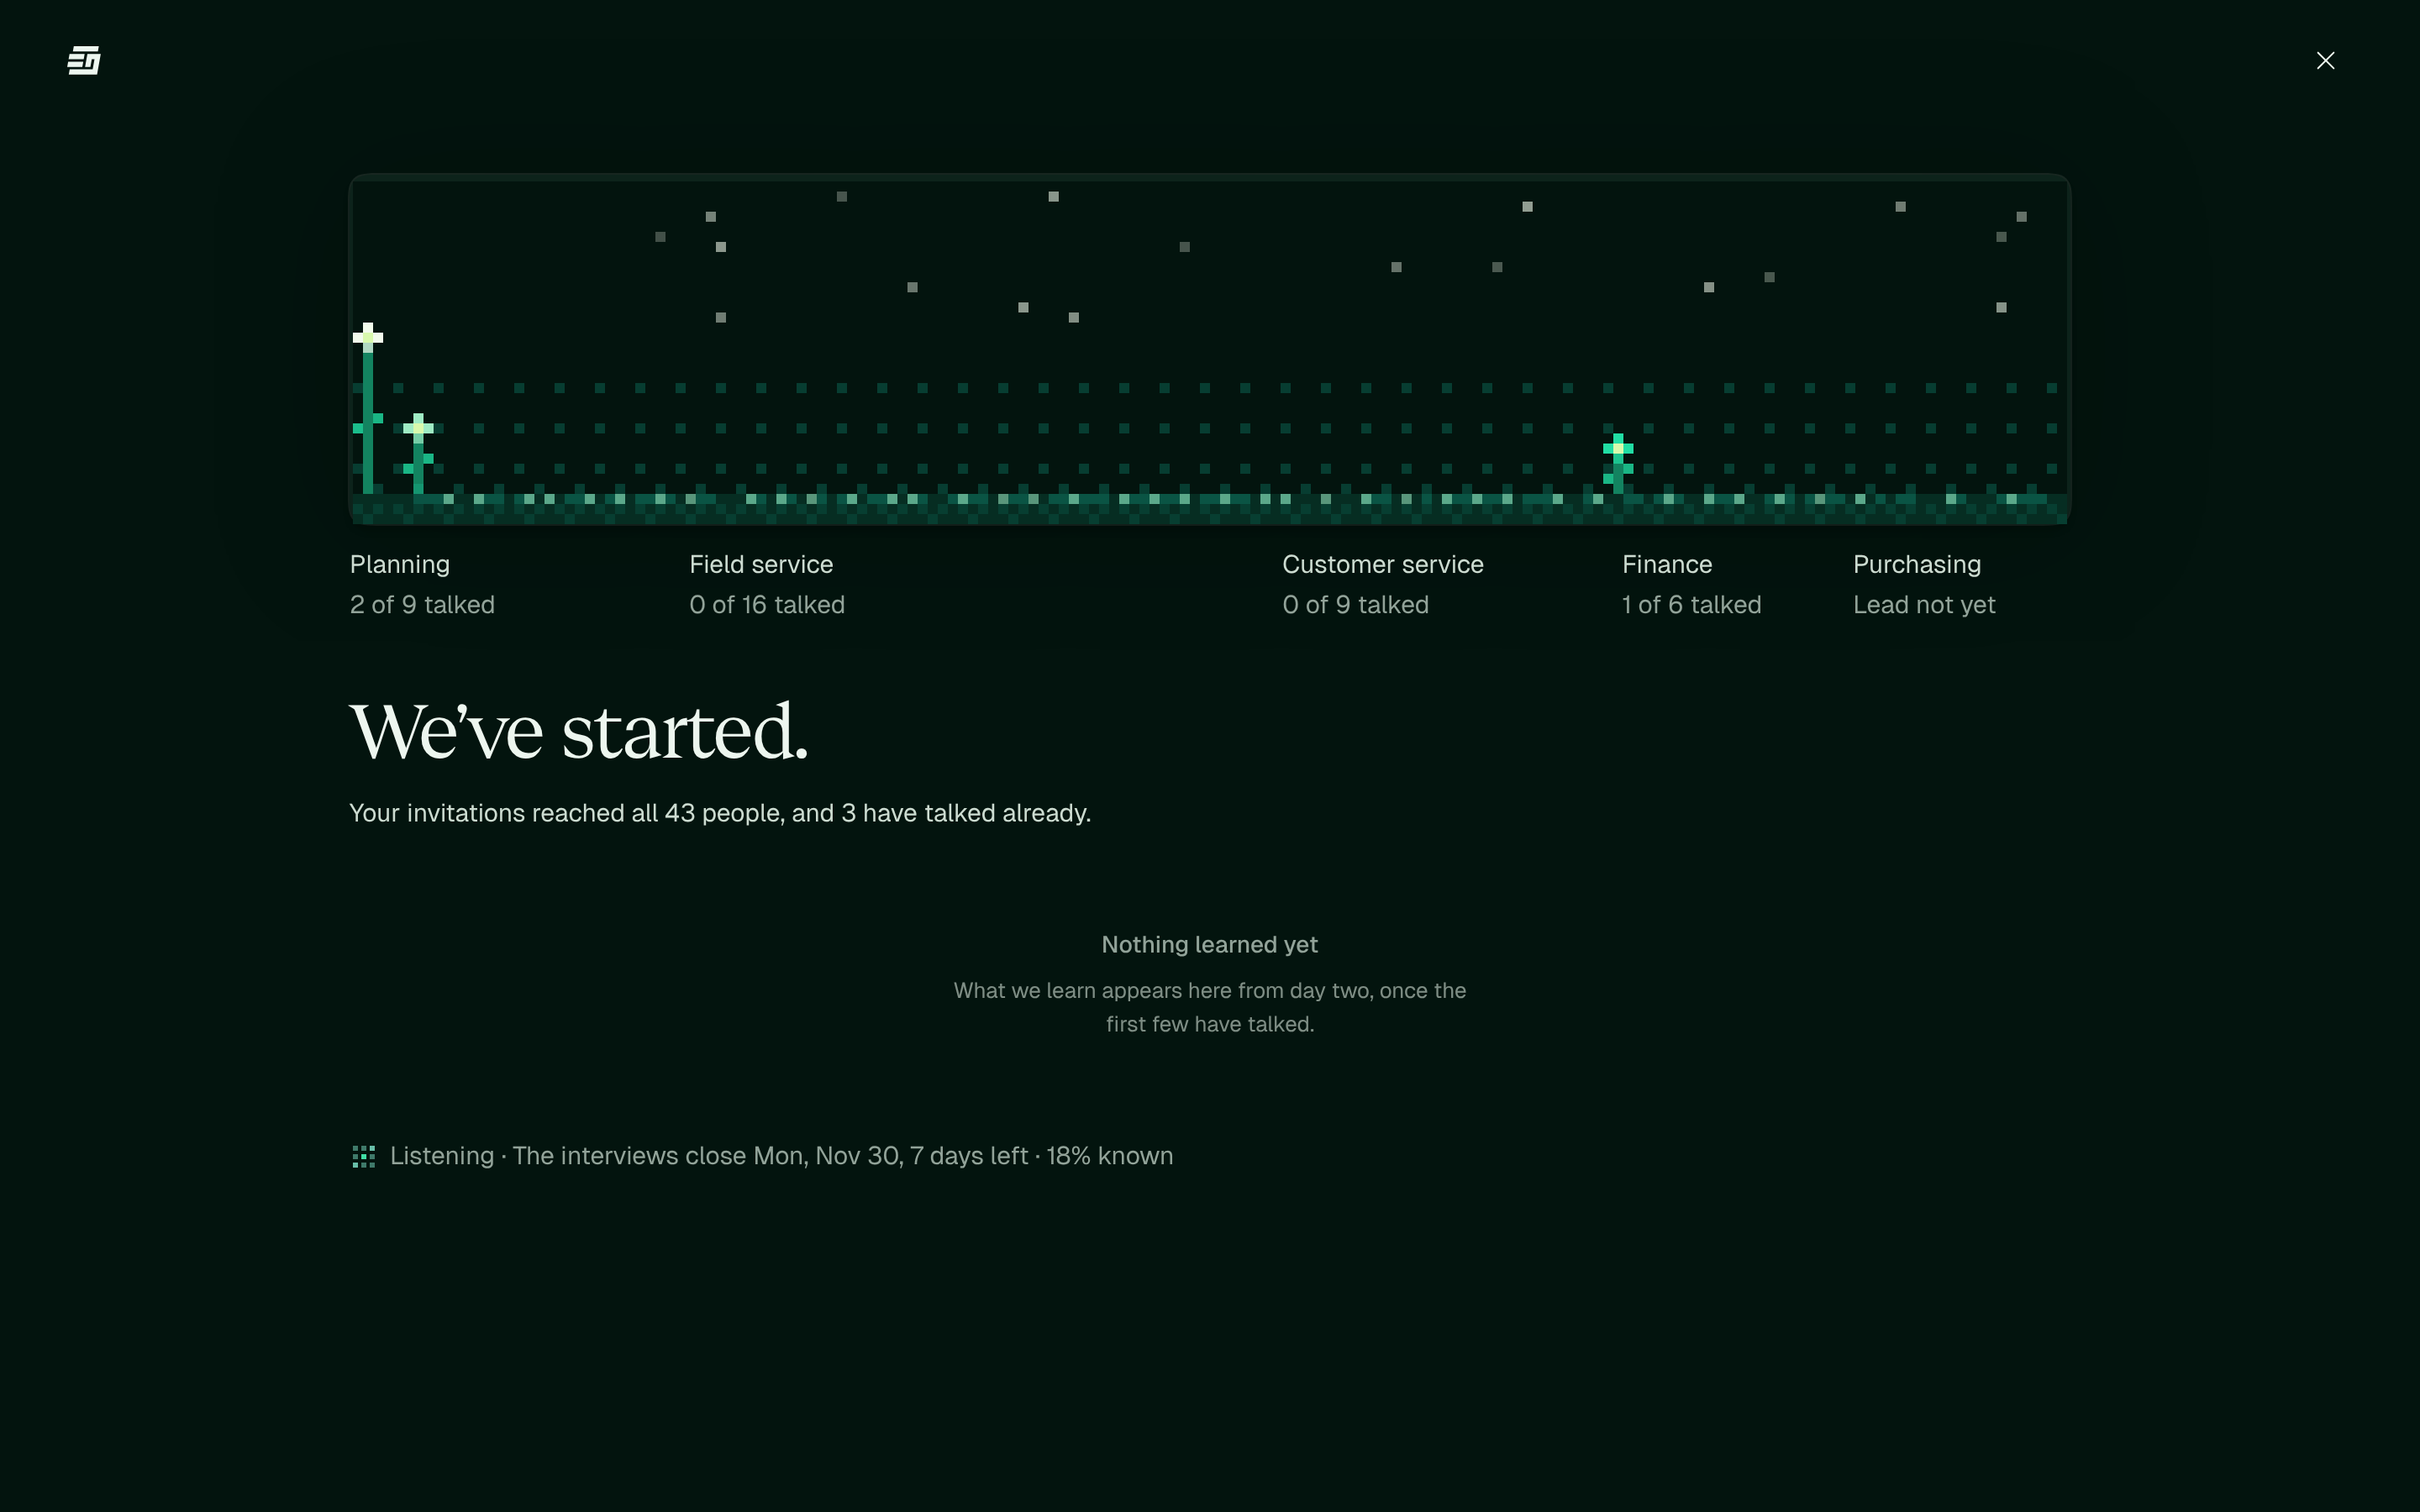 Planning
2 of 9 talked
Field service
0 of 16 talked
Customer service
0 of 9 talked
Finance
1 of 6 talked
Purchasing
Lead not yet
We’ve started.
Your invitations reached all 43 people, and 3 have talked already.
Nothing learned yet
What we learn appears here from day two, once the
first few have talked.
Listening · The interviews close Mon, Nov 30, 7 days left · 18% known